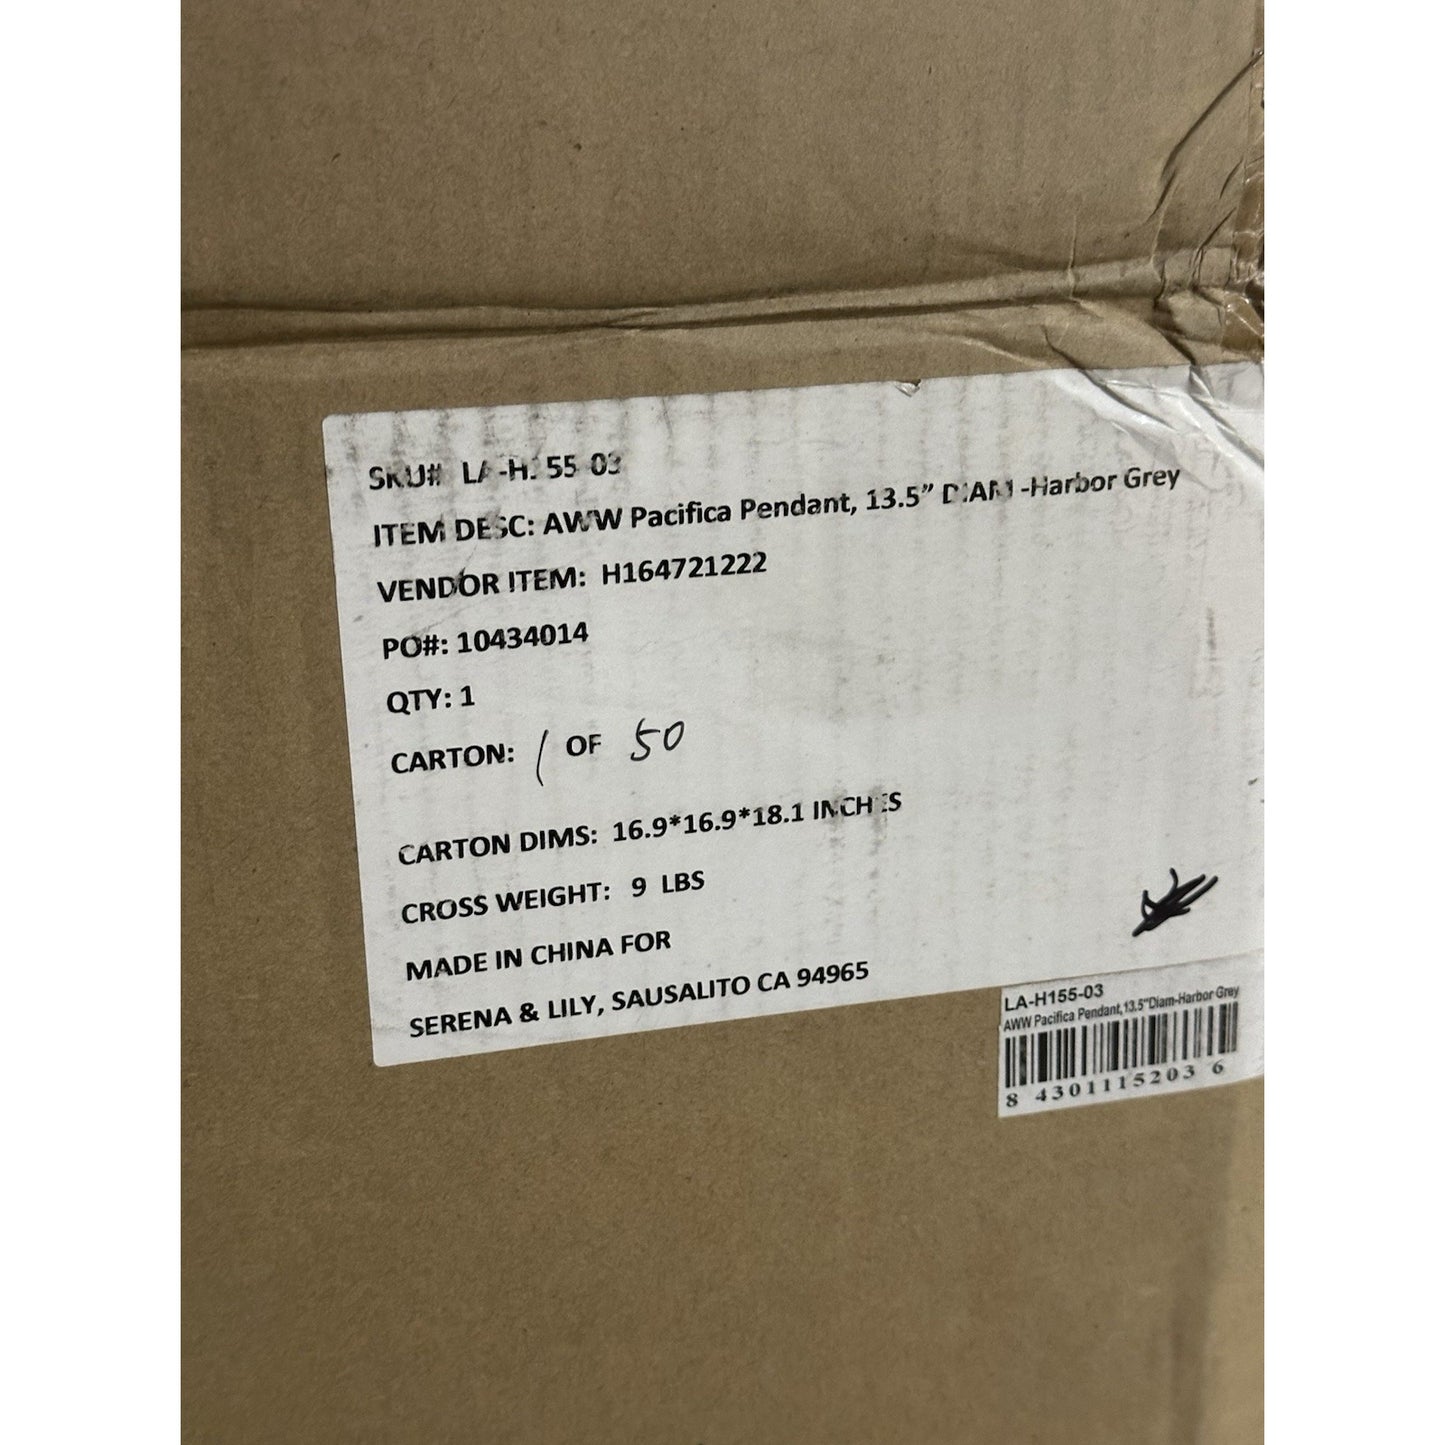 SKU# LA-H155-03
ITEM DESC: AWW Pacifica Pendant, 13.5” DIAM -Harbor Grey
VENDOR ITEM: H164721222
PO#: 10434014
QTY: 1
CARTON: 1 OF 50
CARTON DIMS: 16.9*16.9*18.1 INCHES
CROSS WEIGHT: 9 LBS
MADE IN CHINA FOR
SERENA & LILY, SAUSALITO CA 94965
LA-H155-03
AWW Pacifica Pendant, 13.5"Diam-Harbor Grey
8 43011 15203 6